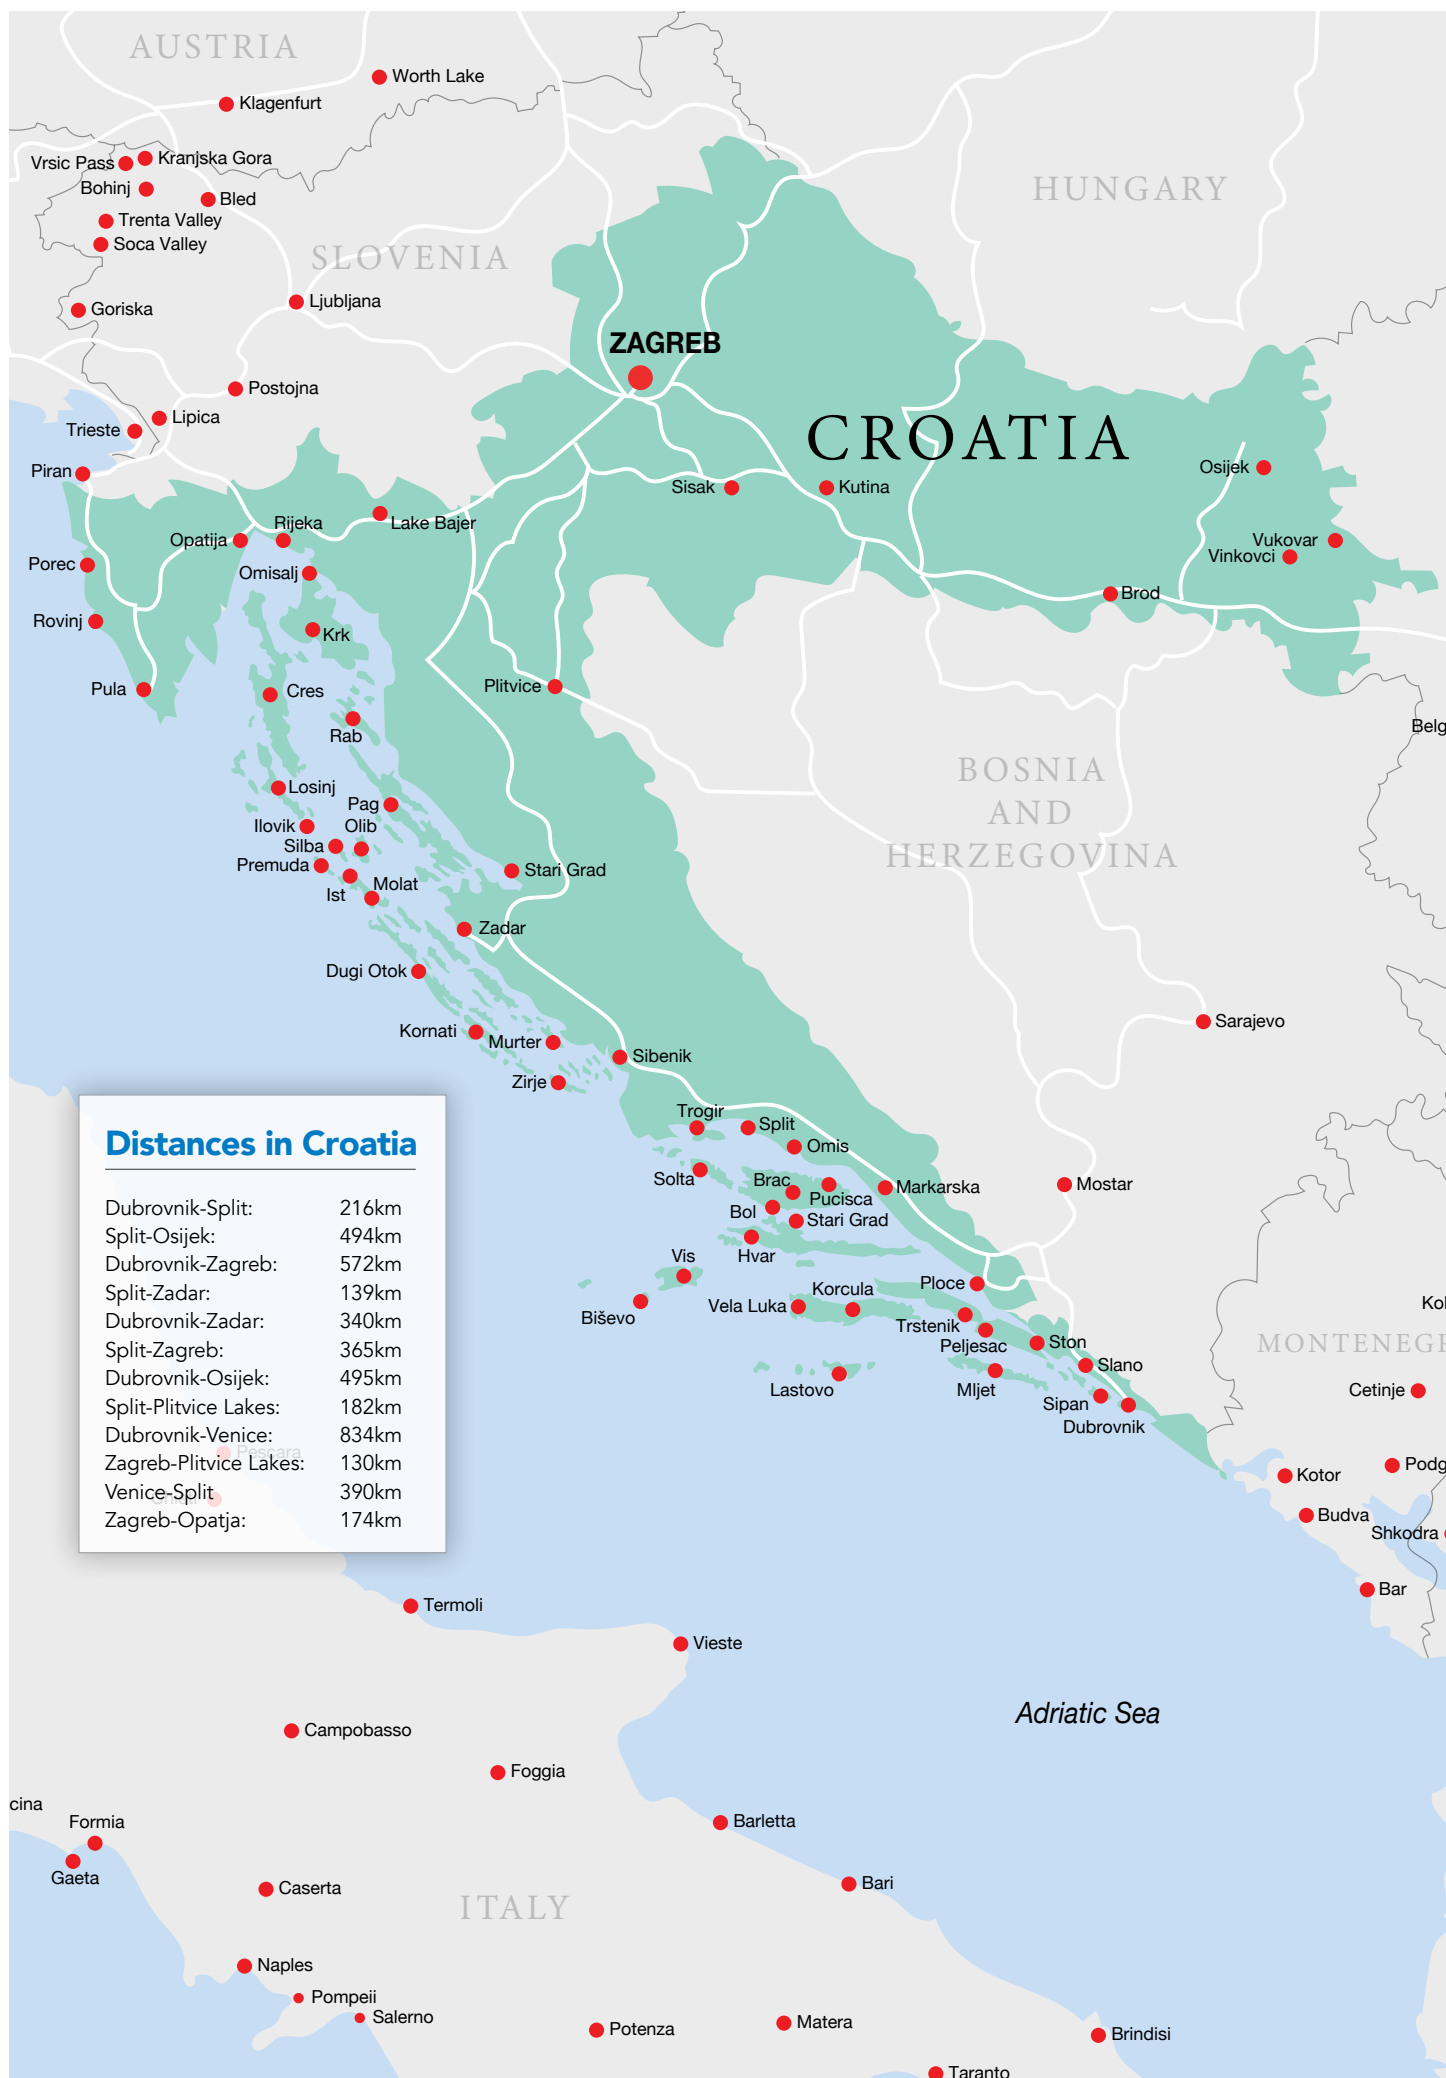 AUSTRIA
Worth Lake
Klagenfurt
Vrsic Pass
Kranjska Gora
Bohinj
Bled
Trenta Valley
Soca Valley
HUNGARY
SLOVENIA
Goriska
Ljubljana
ZAGREB
Postojna
Lipica
Trieste
CROATIA
Piran
Osijek
Sisak
Kutina
Rijeka
Lake Bajer
Opatija
Vukovar
Vinkovci
Porec
Omisalj
Brod
Rovinj
Krk
Pula
Cres
Plitvice
Rab
Belg
BOSNIA
AND
HERZEGOVINA
Losinj
Pag
Ilovik
Olib
Silba
Premuda
Ist
Molat
Stari Grad
Zadar
Dugi Otok
Kornati
Murter
Sarajevo
Sibenik
Zirje
Trogir
Split
Omis
Solta
Brac
Pucisca
Markarska
Mostar
Bol
Stari Grad
Hvar
Vis
Ploce
Korcula
Biševo
Vela Luka
Trstenik
Peljesac
Kol
MONTENEG
Ston
Slano
Lastovo
Mljet
Sipan
Dubrovnik
Cetinje
Podg
Kotor
Budva
Shkodra
Bar
Distances in Croatia
Dubrovnik-Split: 216km
Split-Osijek: 494km
Dubrovnik-Zagreb: 572km
Split-Zadar: 139km
Dubrovnik-Zadar: 340km
Split-Zagreb: 365km
Dubrovnik-Osijek: 495km
Split-Plitvice Lakes: 182km
Dubrovnik-Venice: 834km
Pescara
Zagreb-Plitvice Lakes: 130km
Venice-Split 390km
Zagreb-Opatja: 174km
Termoli
Vieste
Adriatic Sea
Campobasso
Foggia
cina
Formia
Gaeta
Barletta
Caserta
Bari
ITALY
Naples
Pompeii
Salerno
Potenza
Matera
Brindisi
Taranto